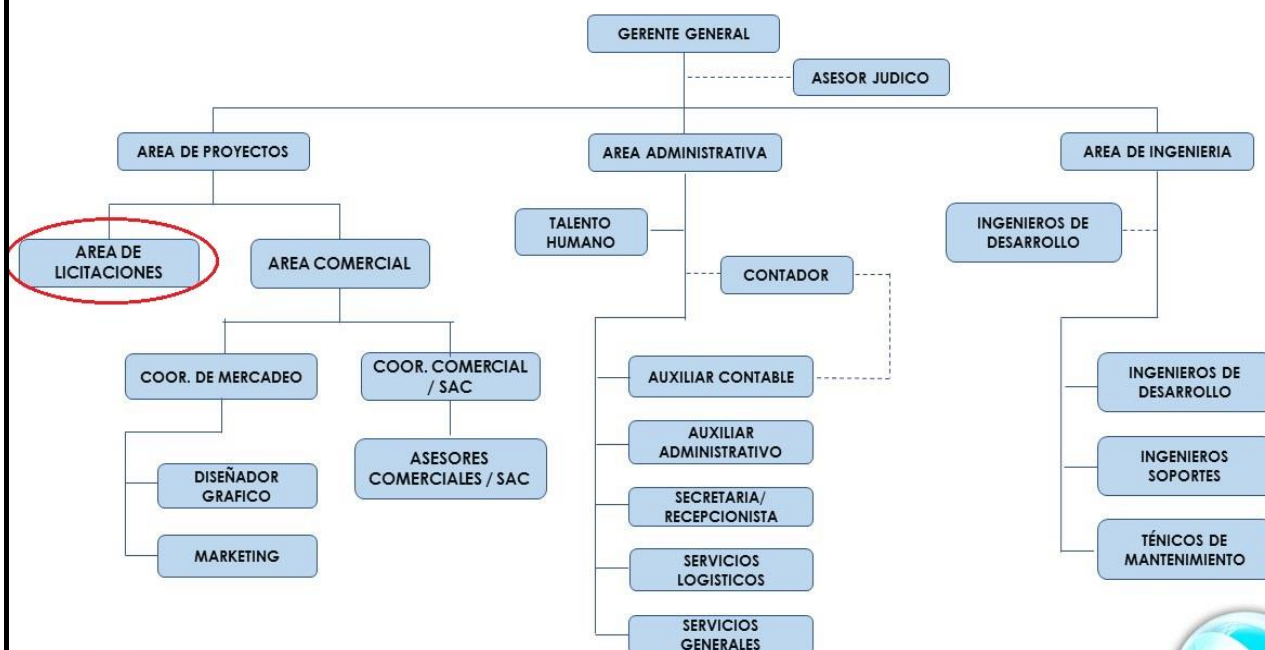 GERENTE GENERAL
ASESOR JUDICO
AREA DE PROYECTOS
AREA ADMINISTRATIVA
AREA DE INGENIERIA
AREA DE
LICITACIONES
AREA COMERCIAL
TALENTO
HUMANO
CONTADOR
INGENIEROS DE
DESARROLLO
COOR. DE MERCADEO
COOR. COMERCIAL
/ SAC
DISEÑADOR
GRAFICO
MARKETING
ASESORES
COMERCIALES / SAC
AUXILIAR CONTABLE
AUXILIAR
ADMINISTRATIVO
SECRETARIA/
RECEPCIONISTA
SERVICIOS
LOGISTICOS
SERVICIOS
GENERALES
INGENIEROS DE
DESARROLLO
INGENIEROS
SOPORTES
TÉNICOS DE
MANTENIMIENTO